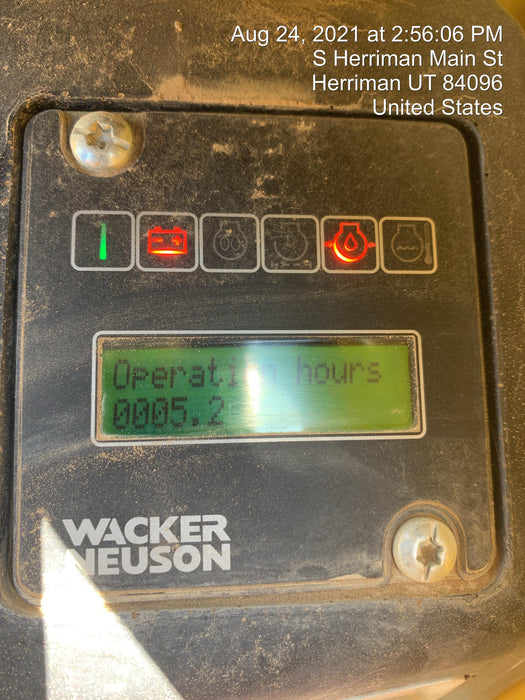 Aug 24, 2021 at 2:56:06 PM
S Herriman Main St
Herriman UT 84096
United States
Operation hours
0005.2
WACKER
NEUSON